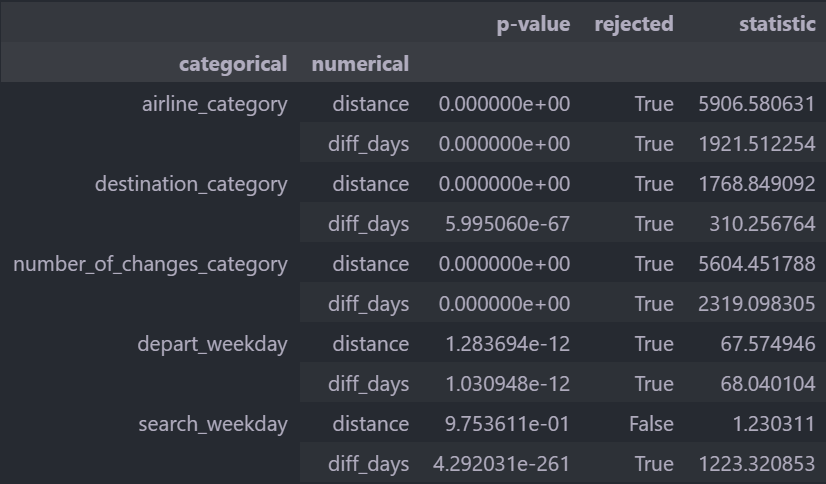 p-value rejected statistic
categorical numerical
airline_category distance 0.000000e+00 True 5906.580631
diff_days 0.000000e+00 True 1921.512254
destination_category distance 0.000000e+00 True 1768.849092
diff_days 5.995060e-67 True 310.256764
number_of_changes_category distance 0.000000e+00 True 5604.451788
diff_days 0.000000e+00 True 2319.098305
depart_weekday distance 1.283694e-12 True 67.574946
diff_days 1.030948e-12 True 68.040104
search_weekday distance 9.753611e-01 False 1.230311
diff_days 4.292031e-261 True 1223.320853